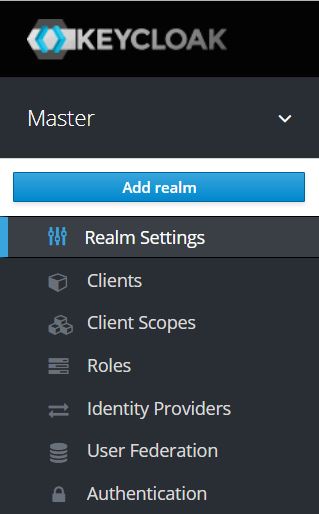 KEYCLOAK
Master
Add realm
Realm Settings
Clients
Client Scopes
Roles
Identity Providers
User Federation
Authentication